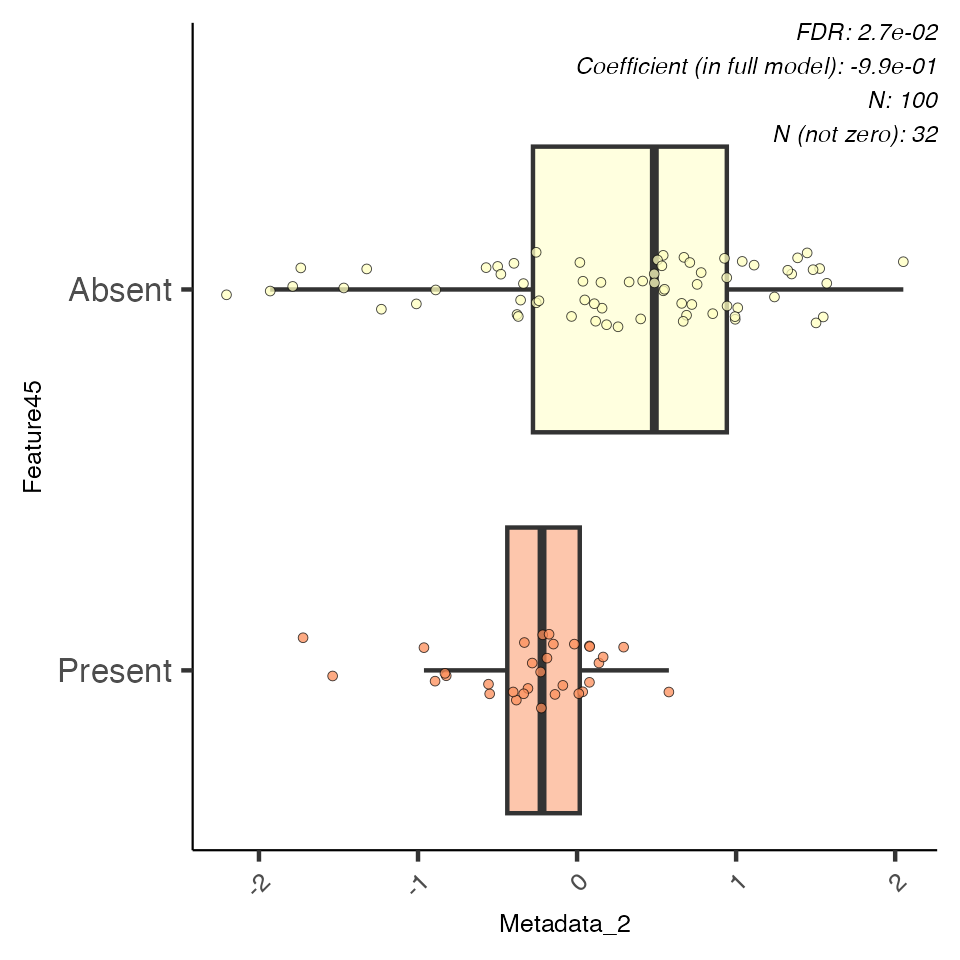 FDR: 2.7e-02
Coefficient (in full model): -9.9e-01
N: 100
N (not zero): 32
Absent
Feature45
Present
-2
-1
0
1
2
Metadata_2